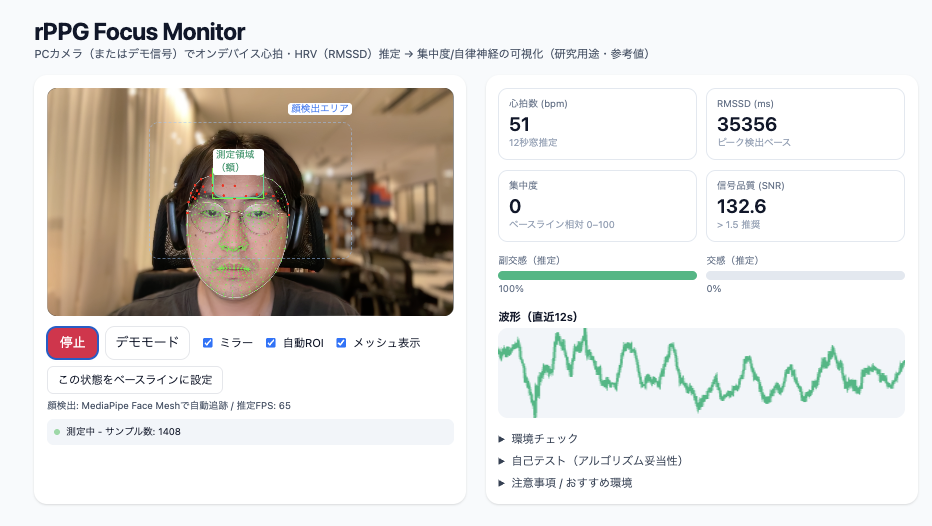 rPPG Focus Monitor
PCカメラ（またはデモ信号）でオンデバイス心拍・HRV（RMSSD）推定 → 集中度/自律神経の可視化（研究用途・参考値）
顔検出エリア
測定領域
（額）
停止
デモモード
ミラー
自動ROI
メッシュ表示
この状態をベースラインに設定
顔検出: MediaPipe Face Meshで自動追跡 / 推定FPS: 65
測定中 - サンプル数: 1408
心拍数 (bpm)
51
12秒窓推定
RMSSD (ms)
35356
ピーク検出ベース
集中度
0
ベースライン相対 0–100
信号品質 (SNR)
132.6
> 1.5 推奨
副交感（推定）
100%
交感（推定）
0%
波形（直近12s）
▶ 環境チェック
▶ 自己テスト（アルゴリズム妥当性）
▶ 注意事項 / おすすめ環境